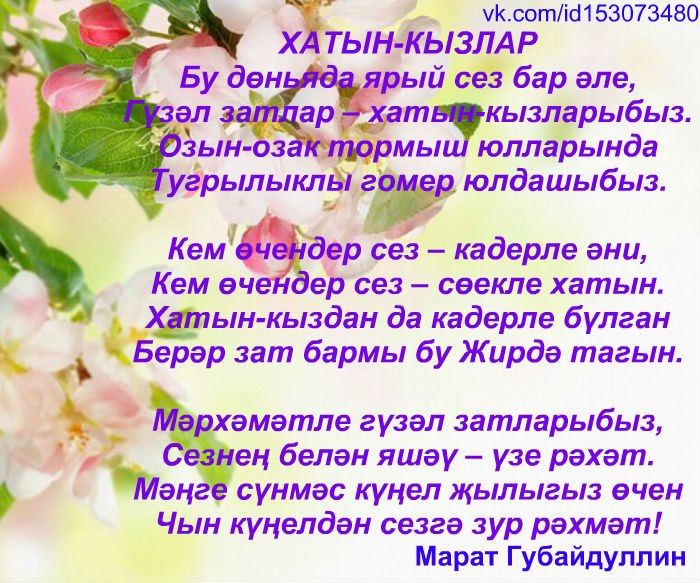 vk.com/id153073480
ХАТЫН-КЫЗЛАР
Бу дөньяда ярый сез бар әле,
Гүзәл затлар – хатын-кызларыбыз.
Озын-озак тормыш юлларында
Тугрылыклы гомер юлдашыбыз.
Кем өчендер сез – кадерле әни,
Кем өчендер сез – сөекле хатын.
Хатын-кыздан да кадерле булган
Берәр зат бармы бу Жирдә тагын.
Мәрхәмәтле гүзәл затларыбыз,
Сезнең белән яшәү – үзе рәхәт.
Мәңге сүнмәс күңел җылыгыз өчен
Чын күңелдән сезгә зур рәхмәт!
Марат Губайдуллин